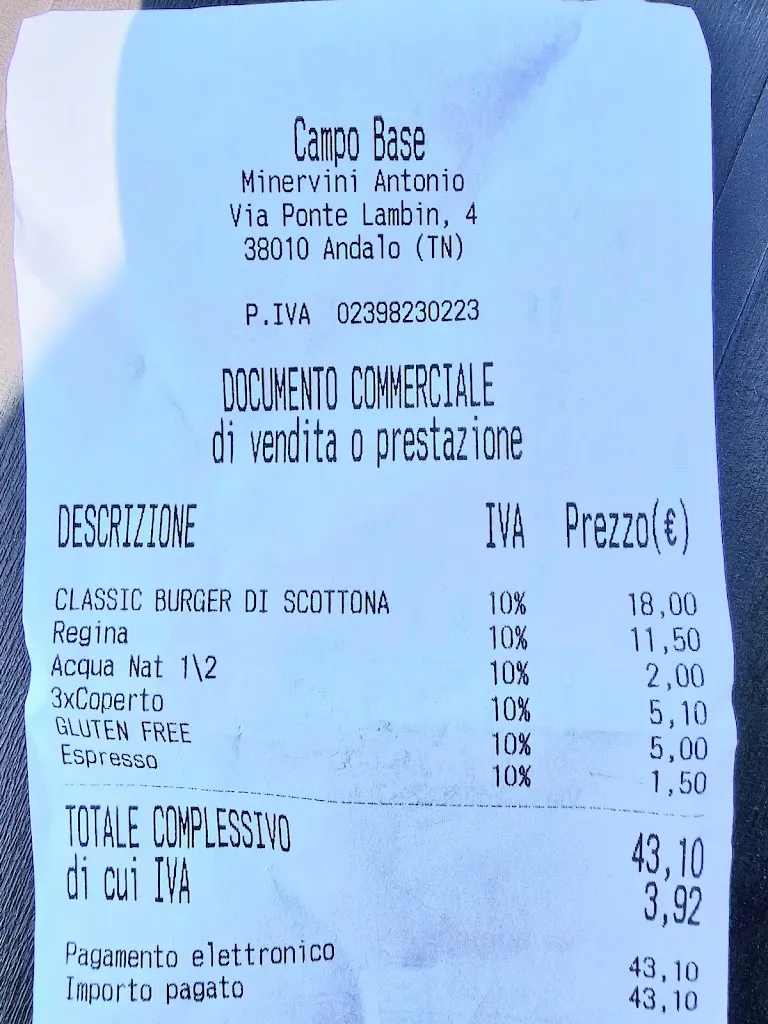 Campo Base
Minervini Antonio
Via Ponte Lambin, 4
38010 Andalo (TN)
P.IVA 02398230223
DOCUMENTO COMMERCIALE
di vendita o prestazione
DESCRIZIONE IVA Prezzo(€)
CLASSIC BURGER DI SCOTTONA 10% 18,00
Regina 10% 11,50
Acqua Nat 1\2 10% 2,00
3xCoperto 10% 5,10
GLUTEN FREE 10% 5,00
Espresso 10% 1,50
TOTALE COMPLESSIVO 43,10
di cui IVA 3,92
Pagamento elettronico 43,10
Importo pagato 43,10